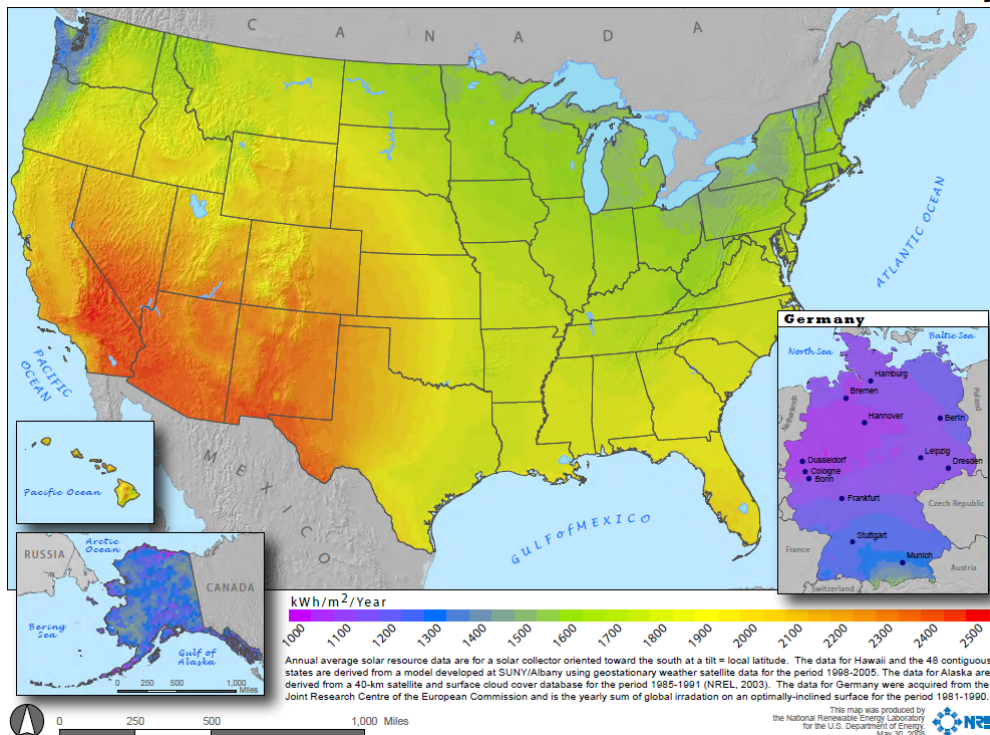 C A N A D A
ATLANTIC OCEAN
PACIFIC
OCEAN
MEXICO
GULF of MEXICO
Pacific Ocean
RUSSIA
Arctic
Ocean
CANADA
Bering
Sea
Gulf of
Alaska
0 250 500 1,000
Miles
Germany
North Sea
Baltic Sea
Hamburg
Bremen
Netherlands
Poland
Hannover
Berlin
Dusseldorf
Leipzig
Cologne
Dresden
Bonn
Frankfurt
Czech Republic
Stuttgart
France
Munich
Austria
Switzerland
kWh/m2/Year
1000 1100 1200 1300 1400 1500 1600 1700 1800 1900 2000 2100 2200 2300 2400 2500
Annual average solar resource data are for a solar collector oriented toward the south at a tilt = local latitude. The data for Hawaii and the 48 contiguous
states are derived from a model developed at SUNY/Albany using geostationary weather satellite data for the period 1998-2005. The data for Alaska are
derived from a 40-km satellite and surface cloud cover database for the period 1985-1991 (NREL, 2003). The data for Germany were acquired from the
Joint Research Centre of the European Commission and is the yearly sum of global irradation on an optimally-inclined surface for the period 1981-1990.
0 250 500 1,000 Miles
This map was produced by
the National Renewable Energy Laboratory
for the U.S. Department of Energy.
May 30, 2008